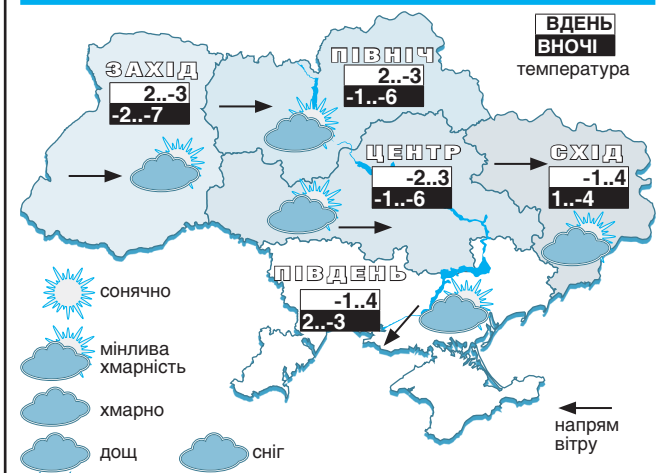 ВДЕНЬ
ВНОЧІ
температура
ПІВНІЧ
2..-3
-1..-6
ЗАХІД
2..-3
-2..-7
ЦЕНТР
-2..3
-1..-6
СХІД
-1..4
1..-4
ПІВДЕНЬ
-1..4
2..-3
сонячно
мінлива
хмарність
хмарно
дощ
сніг
напрям
вітру